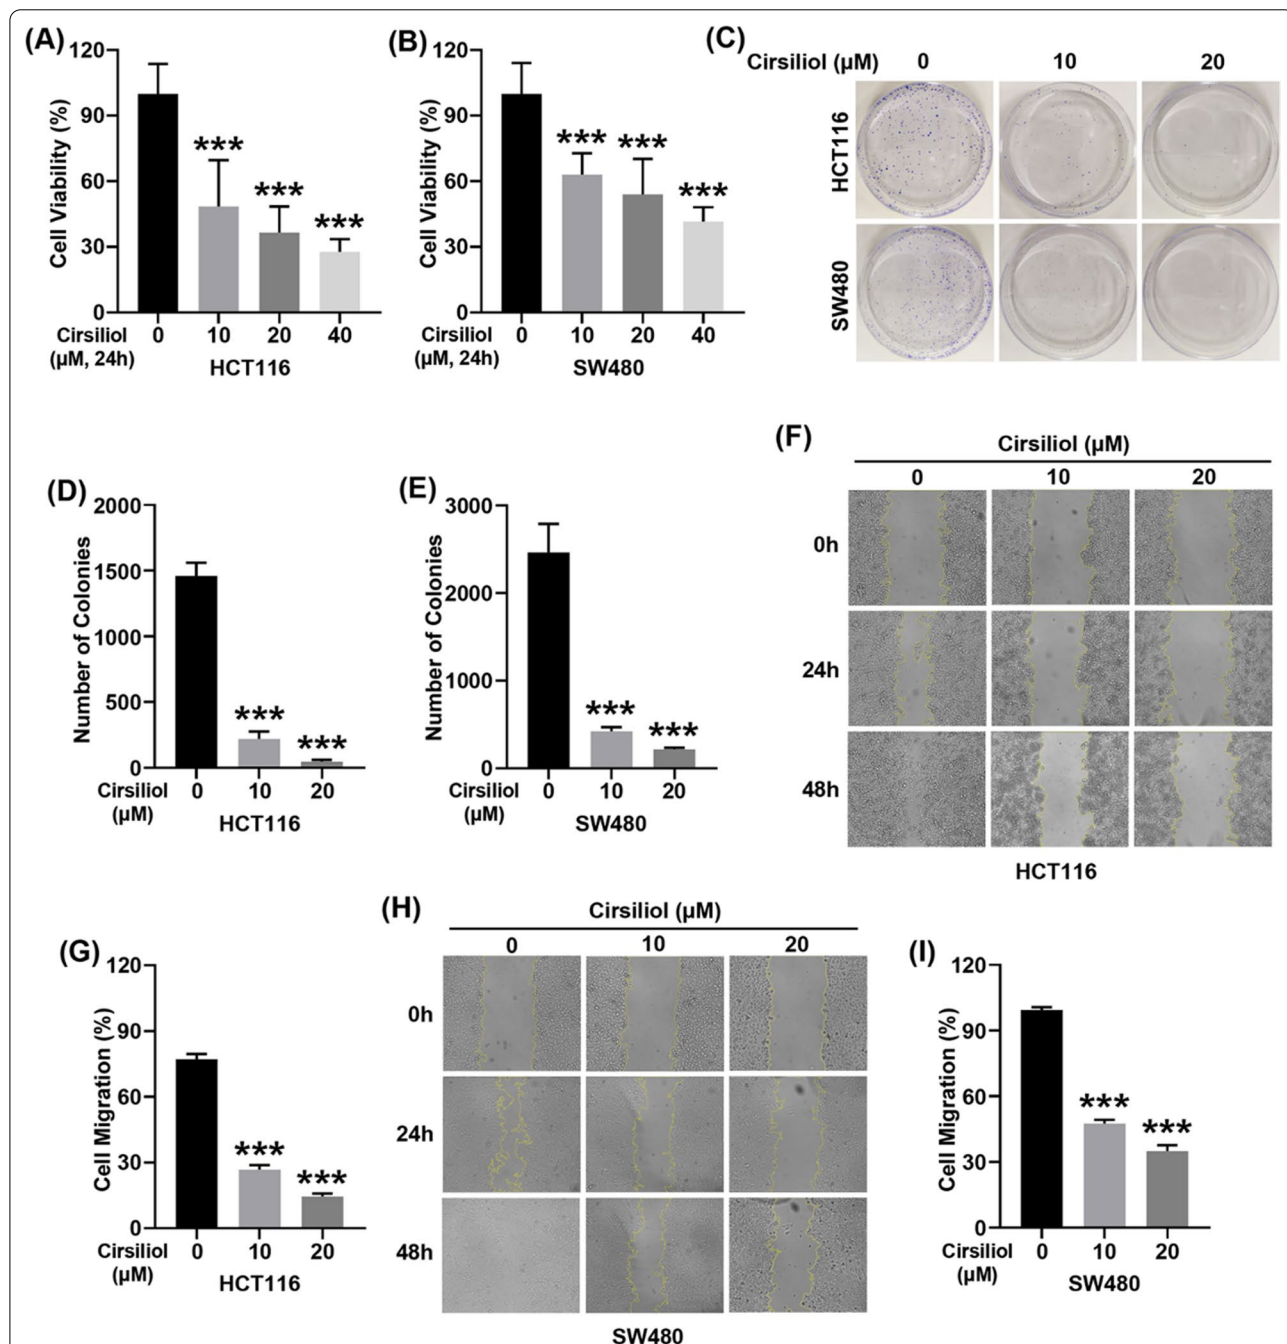 (A)
Cell Viability (%)
120
90
60
30
0
***
***
***
Cirsiliol
(µM, 24h)
0 10 20 40
HCT116
(B)
Cell Viability (%)
120
90
60
30
0
***
***
***
Cirsiliol
(µM, 24h)
0 10 20 40
SW480
(C)
Cirsiliol (µM) 0 10 20
HCT116
SW480
(D)
Number of Colonies
2000
1500
1000
500
0
***
***
Cirsiliol
(µM)
0 10 20
HCT116
(E)
Number of Colonies
3000
2000
1000
0
***
***
Cirsiliol
(µM)
0 10 20
SW480
(F)
Cirsiliol (µM)
0 10 20
0h
24h
48h
HCT116
(G)
Cell Migration (%)
120
90
60
30
0
***
***
Cirsiliol
(µM)
0 10 20
HCT116
(H)
Cirsiliol (µM)
0 10 20
0h
24h
48h
SW480
(I)
Cell Migration (%)
120
90
60
30
0
***
***
Cirsiliol
(µM)
0 10 20
SW480